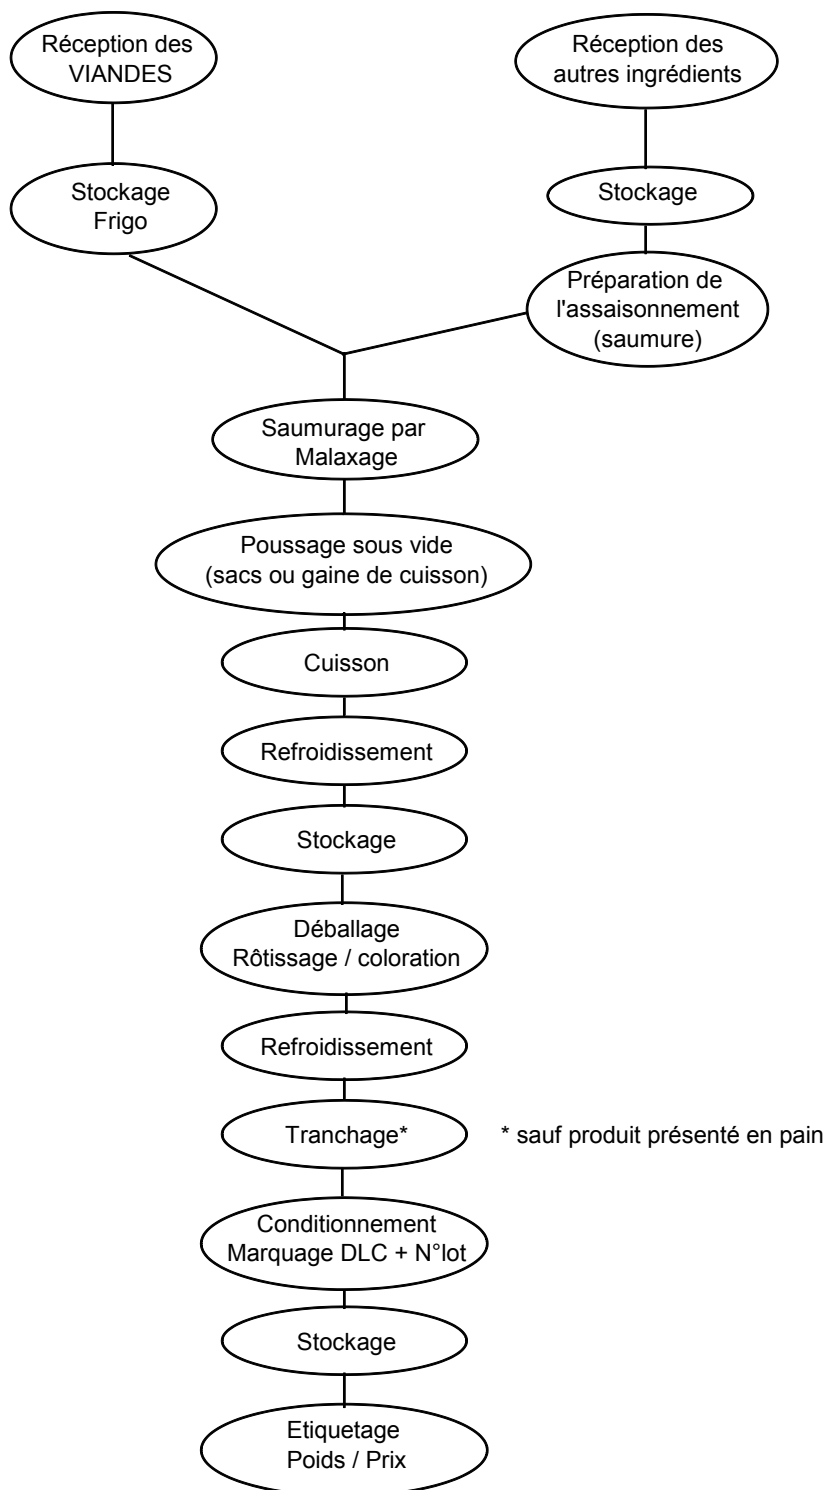 Réception des
VIANDES
Réception des
autres ingrédients
Stockage
Frigo
Stockage
Préparation de
l'assaisonnement
(saumure)
Saumurage par
Malaxage
Poussage sous vide
(sacs ou gaine de cuisson)
Cuisson
Refroidissement
Stockage
Déballage
Rôtissage / coloration
Refroidissement
Tranchage*
* sauf produit présenté en pain
Conditionnement
Marquage DLC + N°lot
Stockage
Etiquetage
Poids / Prix